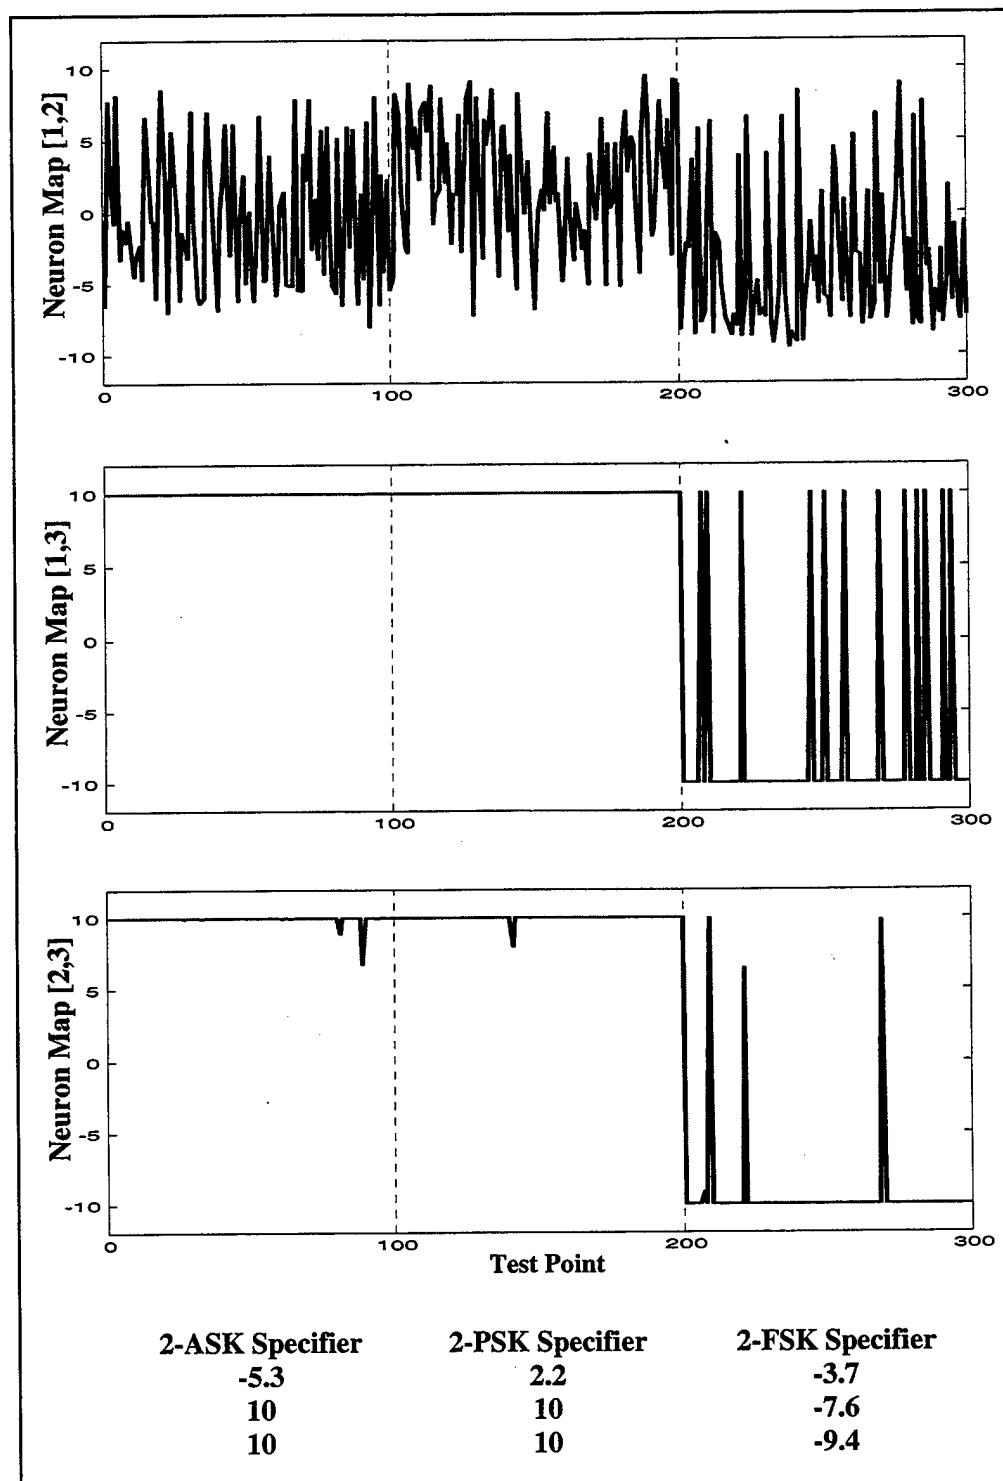 Neuron Map [1,2]
10
5
0
-5
-10
0 100 200 300
Neuron Map [1,3]
10
5
0
-5
-10
0 100 200 300
Neuron Map [2,3]
10
5
0
-5
-10
0 100 200 300
Test Point
2-ASK Specifier 2-PSK Specifier 2-FSK Specifier
-5.3 2.2 -3.7
10 10 -7.6
10 10 -9.4